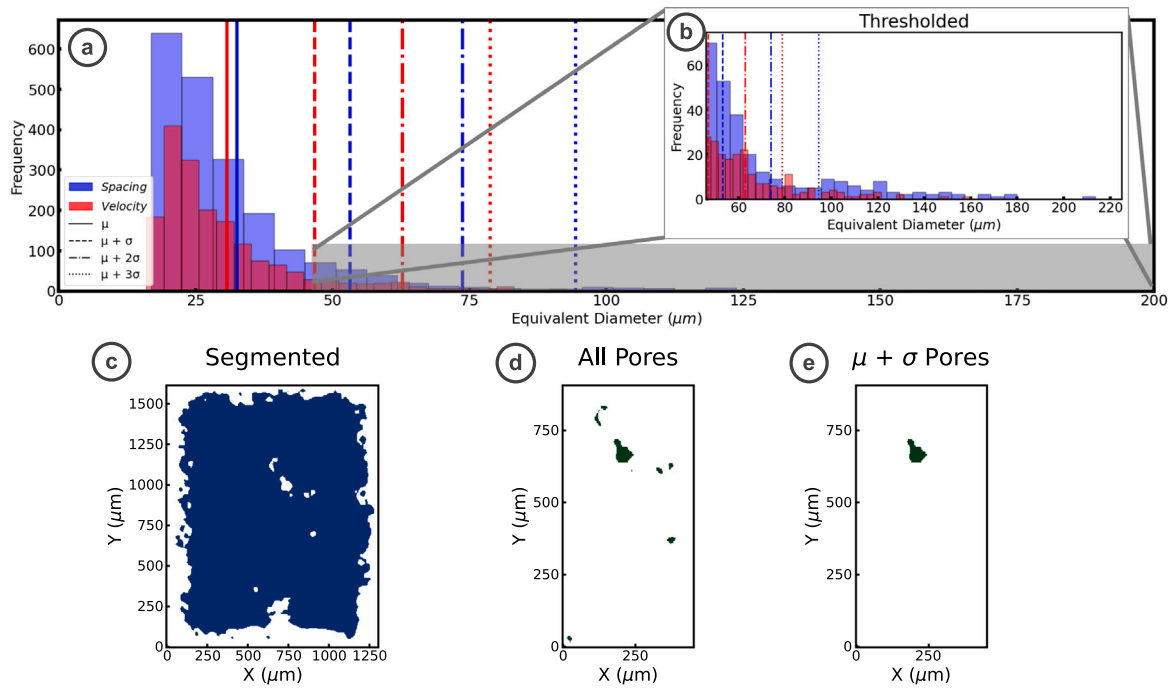 a
600
500
400
300
200
100
0
Frequency
Spacing
Velocity
μ
μ + σ
μ + 2σ
μ + 3σ
0 25 50 75 100 125 150 175 200
Equivalent Diameter (μm)
b
Thresholded
60
40
20
0
Frequency
60 80 100 120 140 160 180 200 220
Equivalent Diameter (μm)
c
Segmented
1500
1250
1000
750
500
250
0
Y (μm)
0 250 500 750 1000 1250
X (μm)
d
All Pores
750
500
250
0
Y (μm)
0 250
X (μm)
e
μ + σ Pores
750
500
250
0
Y (μm)
0 250
X (μm)